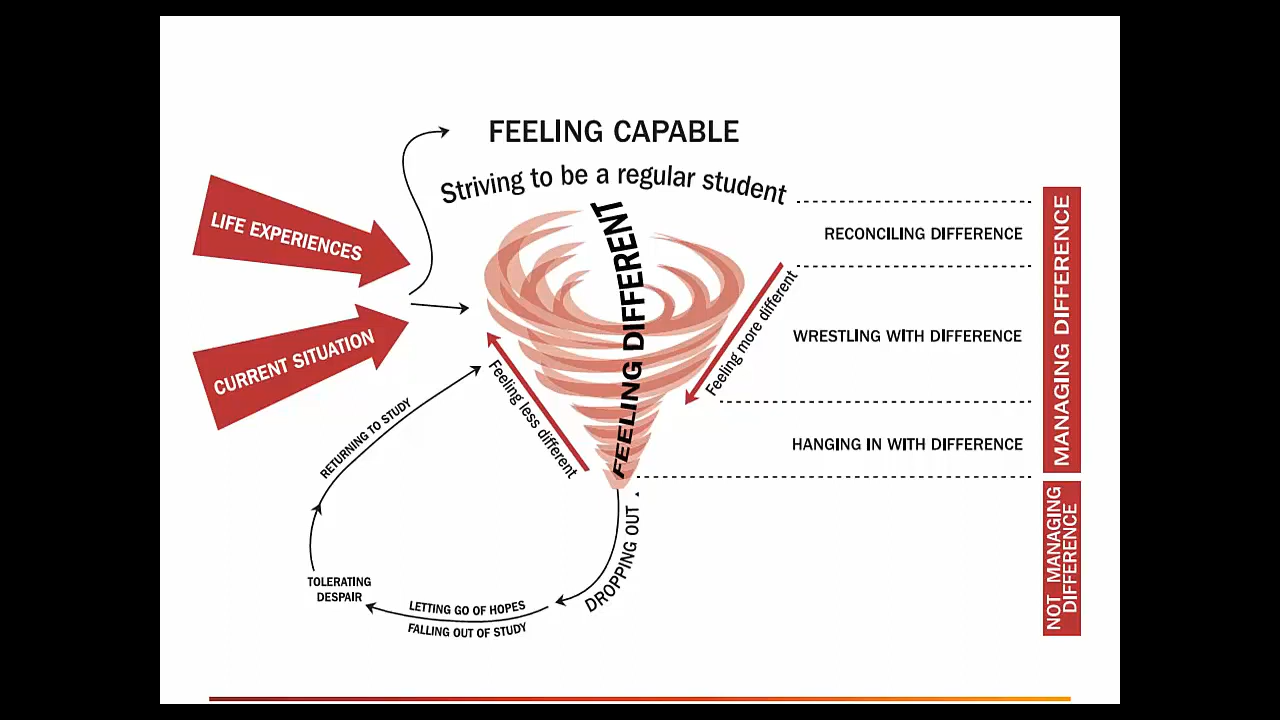 FEELING CAPABLE
Striving to be a regular student
LIFE EXPERIENCES
CURRENT SITUATION
FEELING DIFFERENT
Feeling less different
Feeling more different
RECONCILING DIFFERENCE
WRESTLING WITH DIFFERENCE
HANGING IN WITH DIFFERENCE
MANAGING DIFFERENCE
NOT MANAGING
DIFFERENCE
DROPPING OUT
LETTING GO OF HOPES
FALLING OUT OF STUDY
TOLERATING
DESPAIR
RETURNING TO STUDY